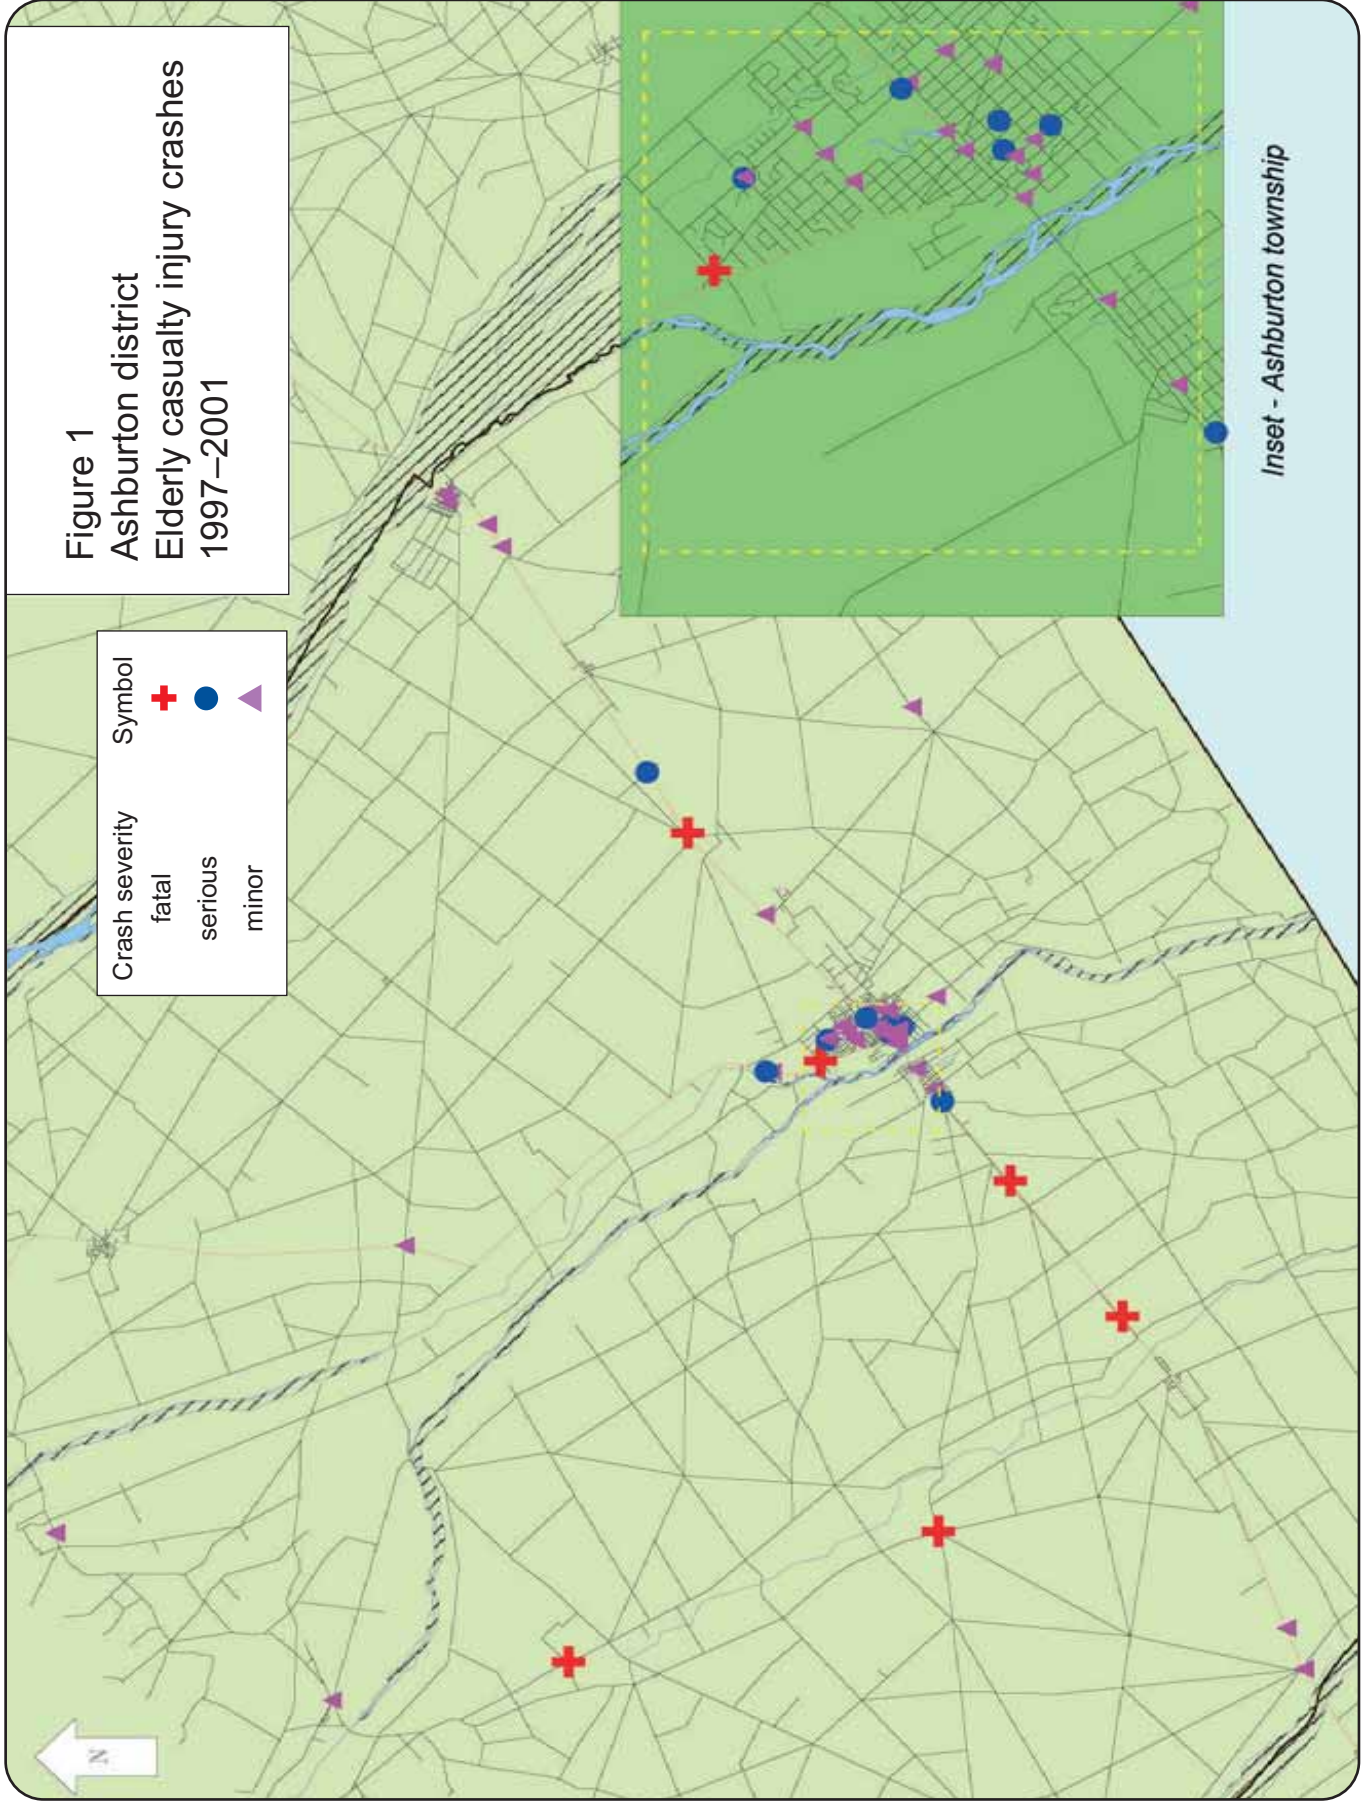 Figure 1
Ashburton district
Elderly casualty injury crashes
1997–2001
Crash severity Symbol
fatal
serious
minor
Inset - Ashburton township
N